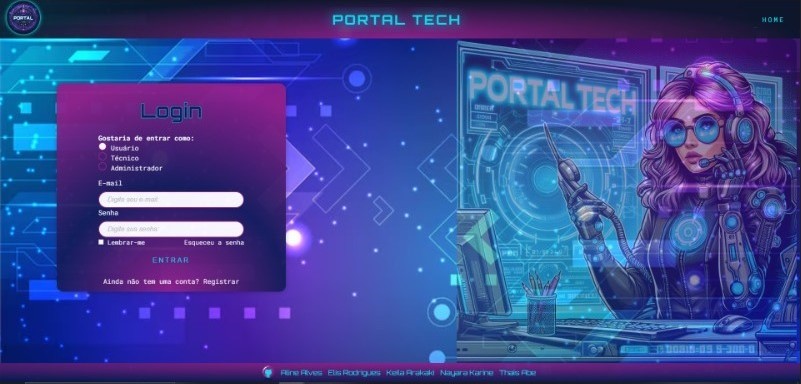 PORTAL
PORTAL TECH
HOME
PORTAL TECH
Login
Gostaria de entrar como:
Usuário
Técnico
Administrador
E-mail
Digite seu e-mail
Senha
Digite sua senha
Lembrar-me
Esqueceu a senha
ENTRAR
Ainda não tem uma conta? Registrar
Aline Alves Elis Rodrigues Keila Arakaki Nayara Karine Thais Abe